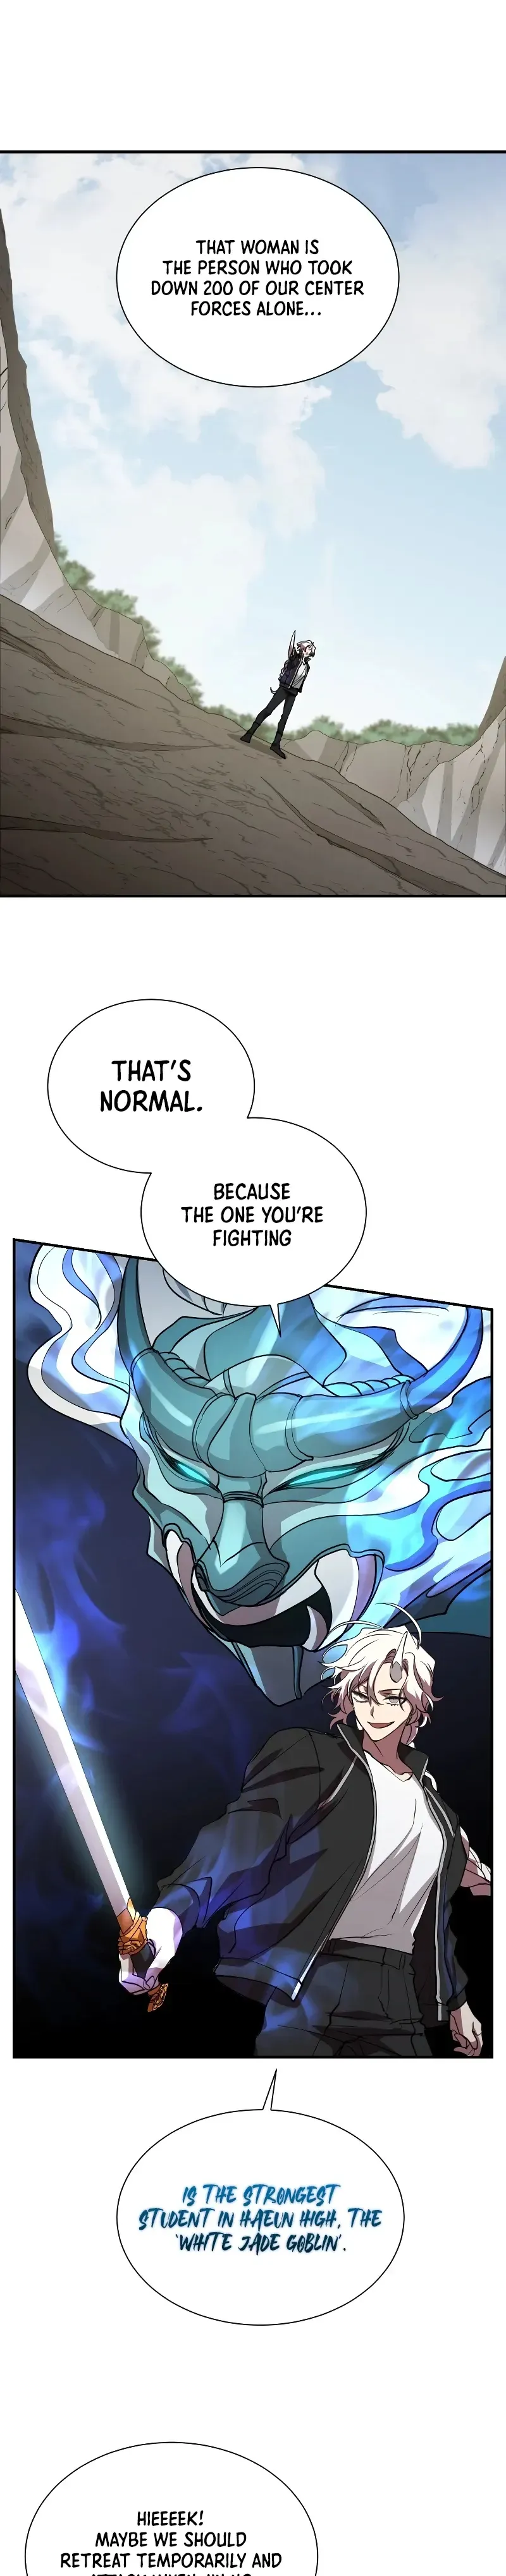 THAT WOMAN IS
THE PERSON WHO TOOK
DOWN 200 OF OUR CENTER
FORCES ALONE...
THAT'S
NORMAL.
BECAUSE
THE ONE YOU'RE
FIGHTING
IS THE STRONGEST
STUDENT IN HAEUN HIGH, THE
'WHITE JADE GOBLIN'.
HIEEEEK!
MAYBE WE SHOULD
RETREAT TEMPORARILY AND